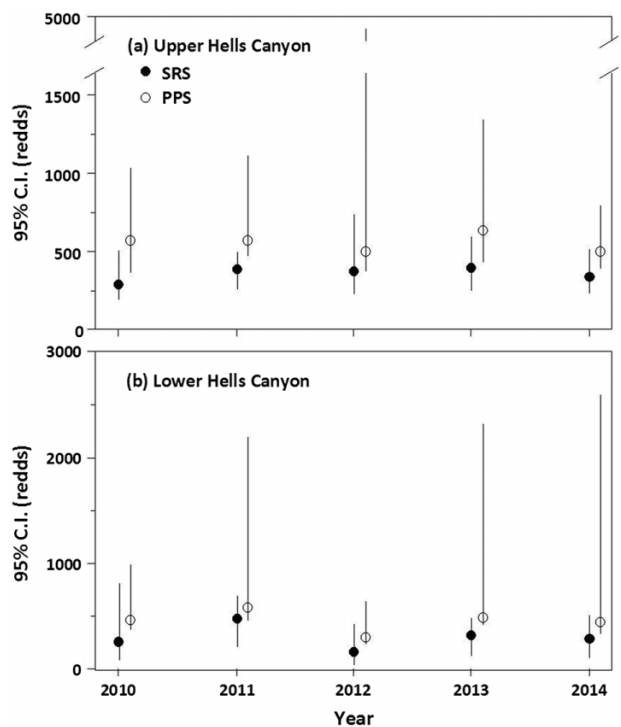 5000
(a) Upper Hells Canyon
SRS
PPS
1500
1000
500
0
95% C.I. (redds)
3000
(b) Lower Hells Canyon
2000
1000
0
95% C.I. (redds)
2010 2011 2012 2013 2014
Year